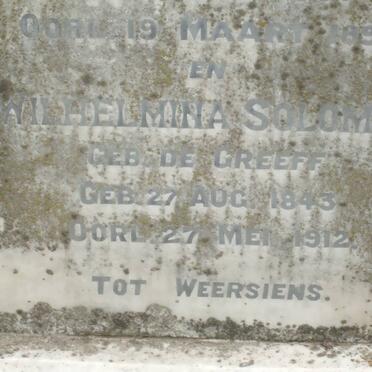 OORL. 19 MAART
EN
WILHELMINA
GEB. DE GREEFF
GEB. 27 AUG. 1843
OORL. 27 MEI. 1912.
TOT WEERSIENS.